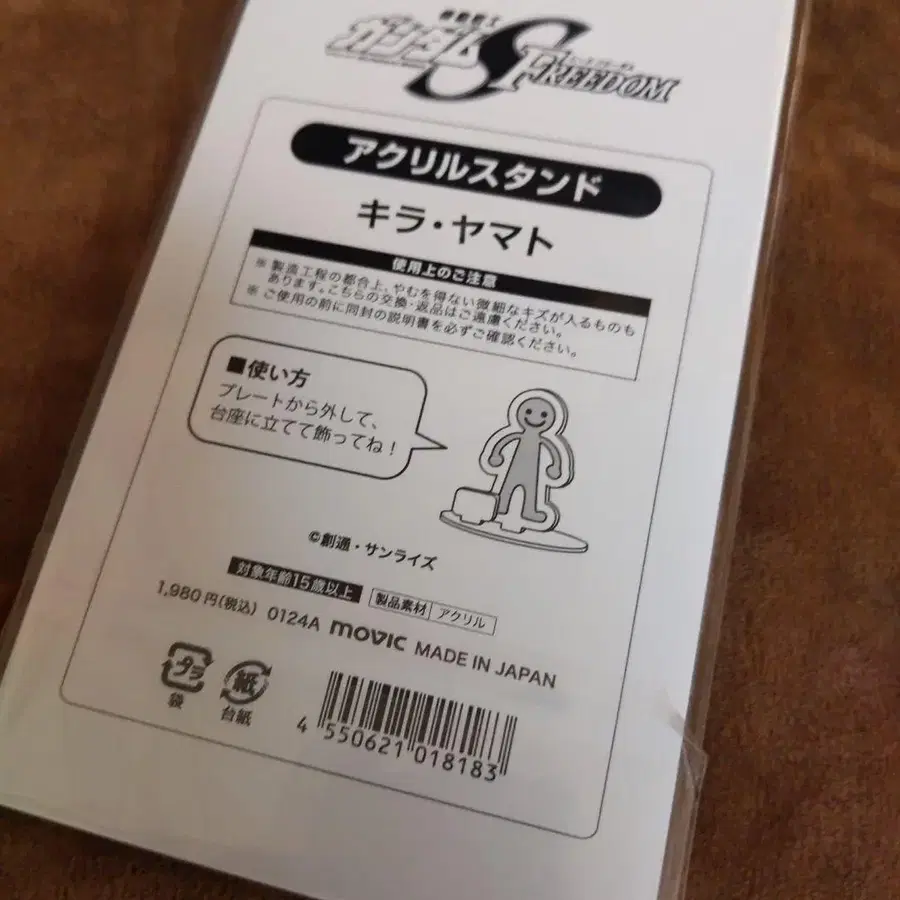 機動戦士
ガンダムSEED FREEDOM
アクリルスタンド
キラ・ヤマト
使用上のご注意
※ 製造工程の都合上、やむを得ない微細なキズが入るものも
あります。こちらの交換・返品はご遠慮ください。
※ ご使用の前に同封の説明書を必ずご確認ください。
■使い方
プレートから外して、
台座に立てて飾ってね!
©創通・サンライズ
対象年齢15歳以上
製品素材 アクリル
1,980円(税込) 0124A movic MADE IN JAPAN
プラ
袋
紙
台紙
4 550621 018183